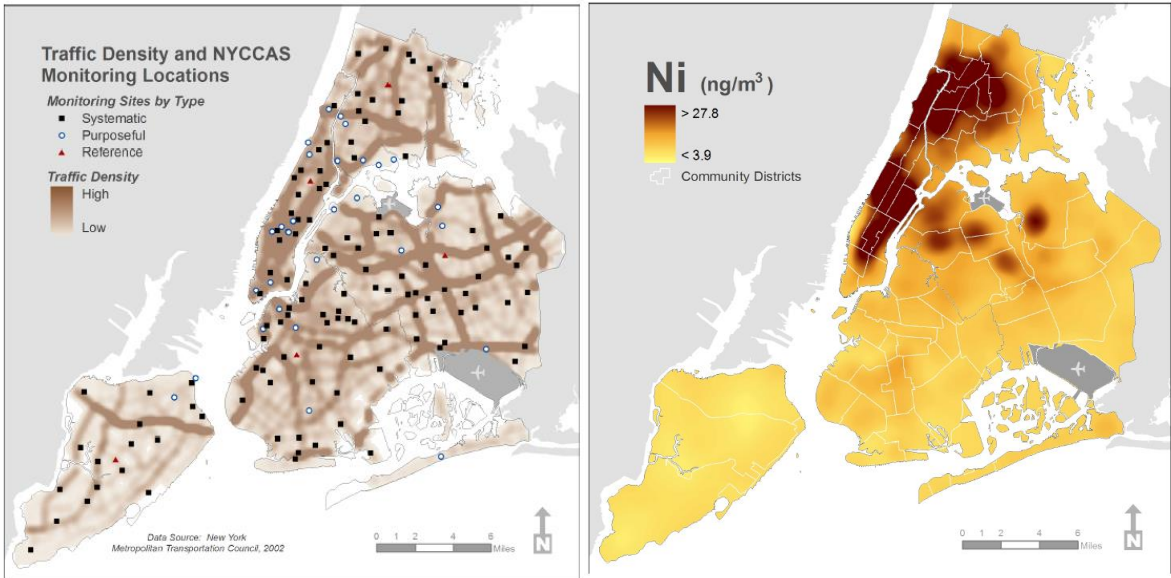 Traffic Density and NYCCAS
Monitoring Locations
Monitoring Sites by Type
Systematic
Purposeful
Reference
Traffic Density
High
Low
Data Source: New York
Metropolitan Transportation Council, 2002
0 1 2 4 6
Miles
N
Ni (ng/m³)
> 27.8
< 3.9
Community Districts
0 1 2 4 6
Miles
N